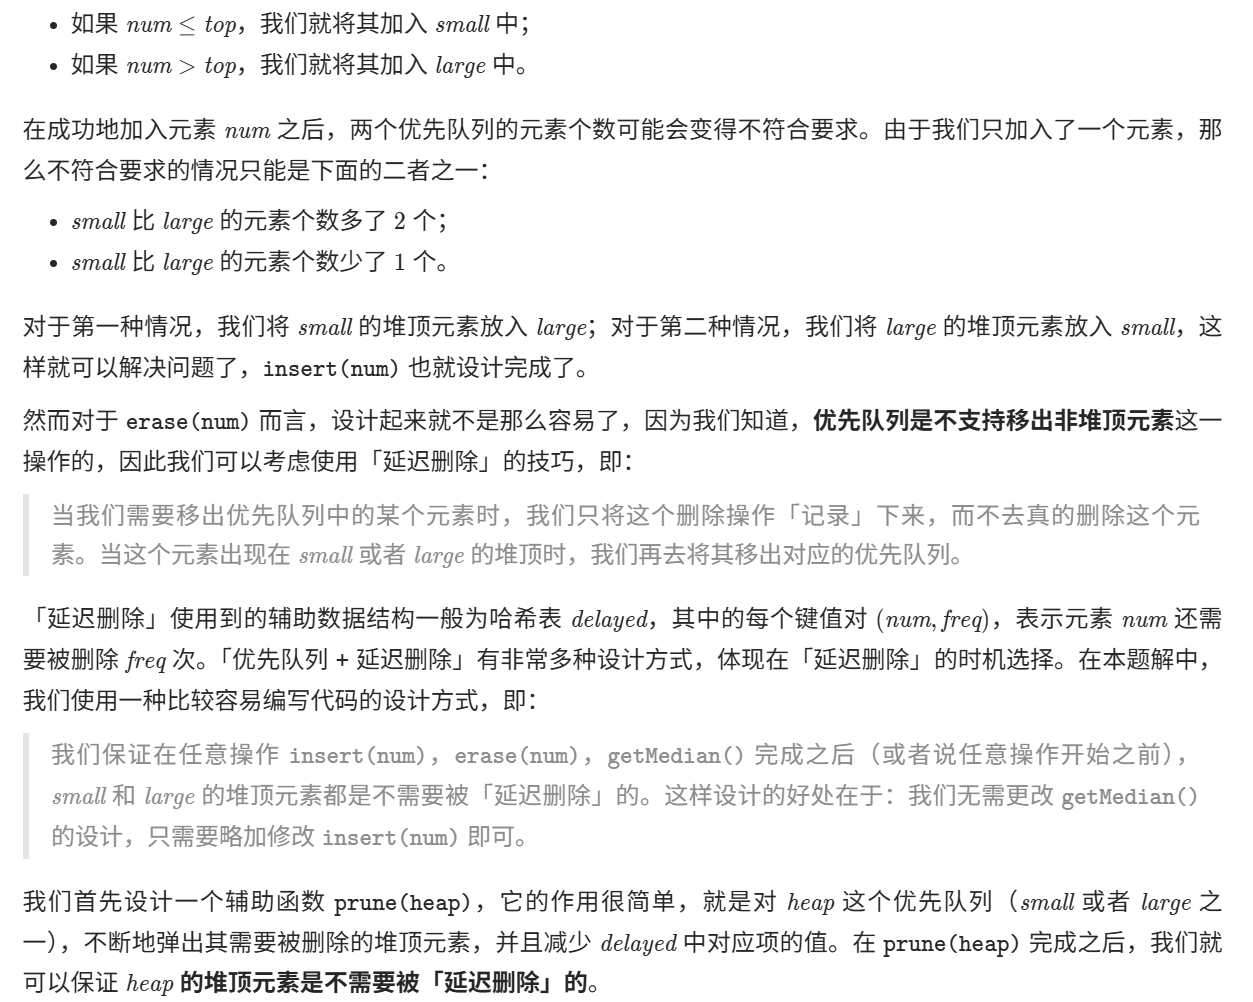 • 如果 num ≤ top，我们就将其加入 small 中；
• 如果 num > top，我们就将其加入 large 中。
在成功地加入元素 num 之后，两个优先队列的元素个数可能会变得不符合要求。由于我们只加入了一个元素，那
么不符合要求的情况只能是下面的二者之一：
• small 比 large 的元素个数多了 2 个；
• small 比 large 的元素个数少了 1 个。
对于第一种情况，我们将 small 的堆顶元素放入 large；对于第二种情况，我们将 large 的堆顶元素放入 small，这
样就可以解决问题了，insert(num) 也就设计完成了。
然而对于 erase(num) 而言，设计起来就不是那么容易了，因为我们知道，优先队列是不支持移出非堆顶元素这一
操作的，因此我们可以考虑使用「延迟删除」的技巧，即：
当我们需要移出优先队列中的某个元素时，我们只将这个删除操作「记录」下来，而不去真的删除这个元
素。当这个元素出现在 small 或者 large 的堆顶时，我们再去将其移出对应的优先队列。
「延迟删除」使用到的辅助数据结构一般为哈希表 delayed，其中的每个键值对 (num, freq)，表示元素 num 还需
要被删除 freq 次。「优先队列 + 延迟删除」有非常多种设计方式，体现在「延迟删除」的时机选择。在本题解中，
我们使用一种比较容易编写代码的设计方式，即：
我们保证在任意操作 insert(num)，erase(num)，getMedian() 完成之后（或者说任意操作开始之前），
small 和 large 的堆顶元素都是不需要被「延迟删除」的。这样设计的好处在于：我们无需更改 getMedian()
的设计，只需要略加修改 insert(num) 即可。
我们首先设计一个辅助函数 prune(heap)，它的作用很简单，就是对 heap 这个优先队列（small 或者 large 之
一），不断地弹出其需要被删除的堆顶元素，并且减少 delayed 中对应项的值。在 prune(heap) 完成之后，我们就
可以保证 heap 的堆顶元素是不需要被「延迟删除」的。